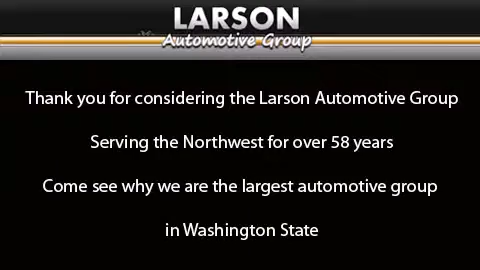 LARSON
Automotive Group
Thank you for considering the Larson Automotive Group
Serving the Northwest for over 58 years
Come see why we are the largest automotive group
in Washington State